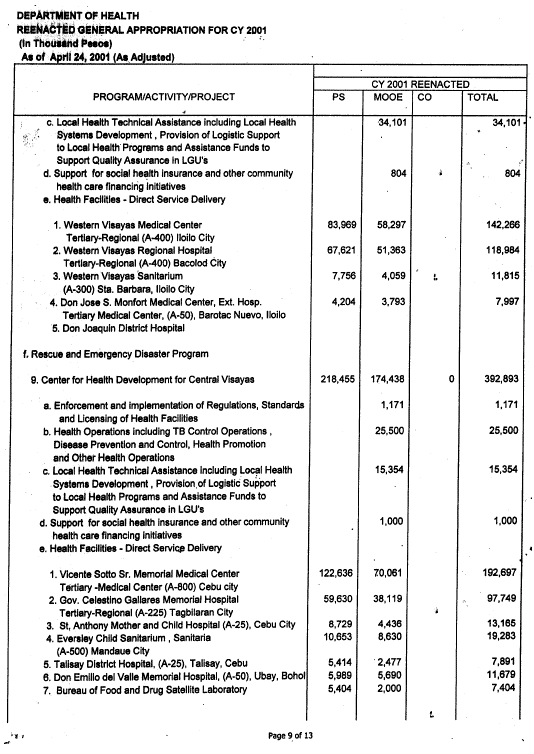 DEPARTMENT OF HEALTH
REENACTED GENERAL APPROPRIATION FOR CY 2001
(In Thousand Pesos)
As of April 24, 2001 (As Adjusted)
CY 2001 REENACTED
PROGRAM/ACTIVITY/PROJECT PS MOOE CO TOTAL
c. Local Health Technical Assistance including Local Health 34,101 34,101
Systems Development , Provision of Logistic Support
to Local Health Programs and Assistance Funds to
Support Quality Assurance in LGU's
d. Support for social health insurance and other community 804 804
health care financing initiatives
e. Health Facilities - Direct Service Delivery
1. Western Visayas Medical Center 83,969 58,297 142,266
Tertiary-Regional (A-400) Iloilo City
2. Western Visayas Regional Hospital 67,621 51,363 118,984
Tertiary-Regional (A-400) Bacolod City
3. Western Visayas Sanitarium 7,756 4,059 11,815
(A-300) Sta. Barbara, Iloilo City
4. Don Jose S. Monfort Medical Center, Ext. Hosp. 4,204 3,793 7,997
Tertiary Medical Center, (A-50), Barotac Nuevo, Iloilo
5. Don Joaquin District Hospital
f. Rescue and Emergency Disaster Program
9. Center for Health Development for Central Visayas 218,455 174,438 0 392,893
a. Enforcement and implementation of Regulations, Standards 1,171 1,171
and Licensing of Health Facilities
b. Health Operations including TB Control Operations , 25,500 25,500
Disease Prevention and Control, Health Promotion
and Other Health Operations
c. Local Health Technical Assistance including Local Health 15,354 15,354
Systems Development , Provision of Logistic Support
to Local Health Programs and Assistance Funds to
Support Quality Assurance in LGU's
d. Support for social health insurance and other community 1,000 1,000
health care financing initiatives
e. Health Facilities - Direct Service Delivery
1. Vicente Sotto Sr. Memorial Medical Center 122,636 70,061 192,697
Tertiary -Medical Center (A-800) Cebu city
2. Gov. Celestino Gallares Memorial Hospital 59,630 38,119 97,749
Tertiary-Regional (A-225) Tagbilaran City
3. St, Anthony Mother and Child Hospital (A-25), Cebu City 8,729 4,436 13,165
4. Eversley Child Sanitarium , Sanitaria 10,653 8,630 19,283
(A-500) Mandaue City
5. Talisay District Hospital, (A-25), Talisay, Cebu 5,414 2,477 7,891
6. Don Emilio del Valle Memorial Hospital, (A-50), Ubay, Bohol 5,989 5,690 11,679
7. Bureau of Food and Drug Satellite Laboratory 5,404 2,000 7,404
Page 9 of 13